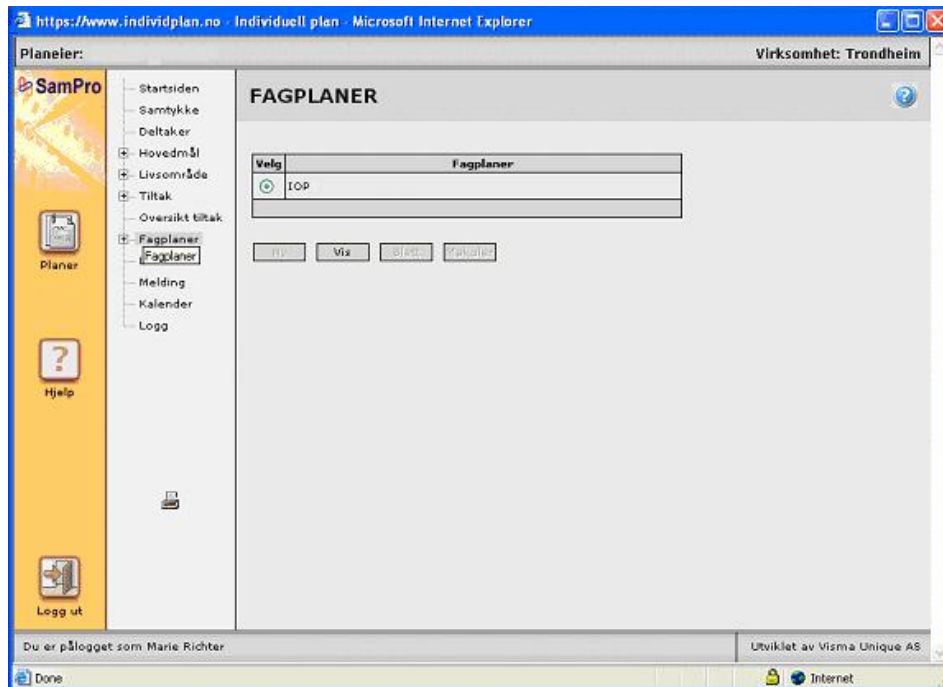 https://www.individplan.no - Individuell plan - Microsoft Internet Explorer
Planeier:
Virksomhet: Trondheim
SamPro
Startsiden
Samtykke
Deltaker
Hovedmål
Livsområde
Tiltak
Oversikt tiltak
Fagplaner
Fagplaner
Melding
Kalender
Logg
Planer
Hjelp
Logg ut
FAGPLANER
Velg Fagplaner
IOP
Ny Vis Slett
Du er pålogget som Marie Richter
Utviklet av Visma Unique AS
Done
Internet